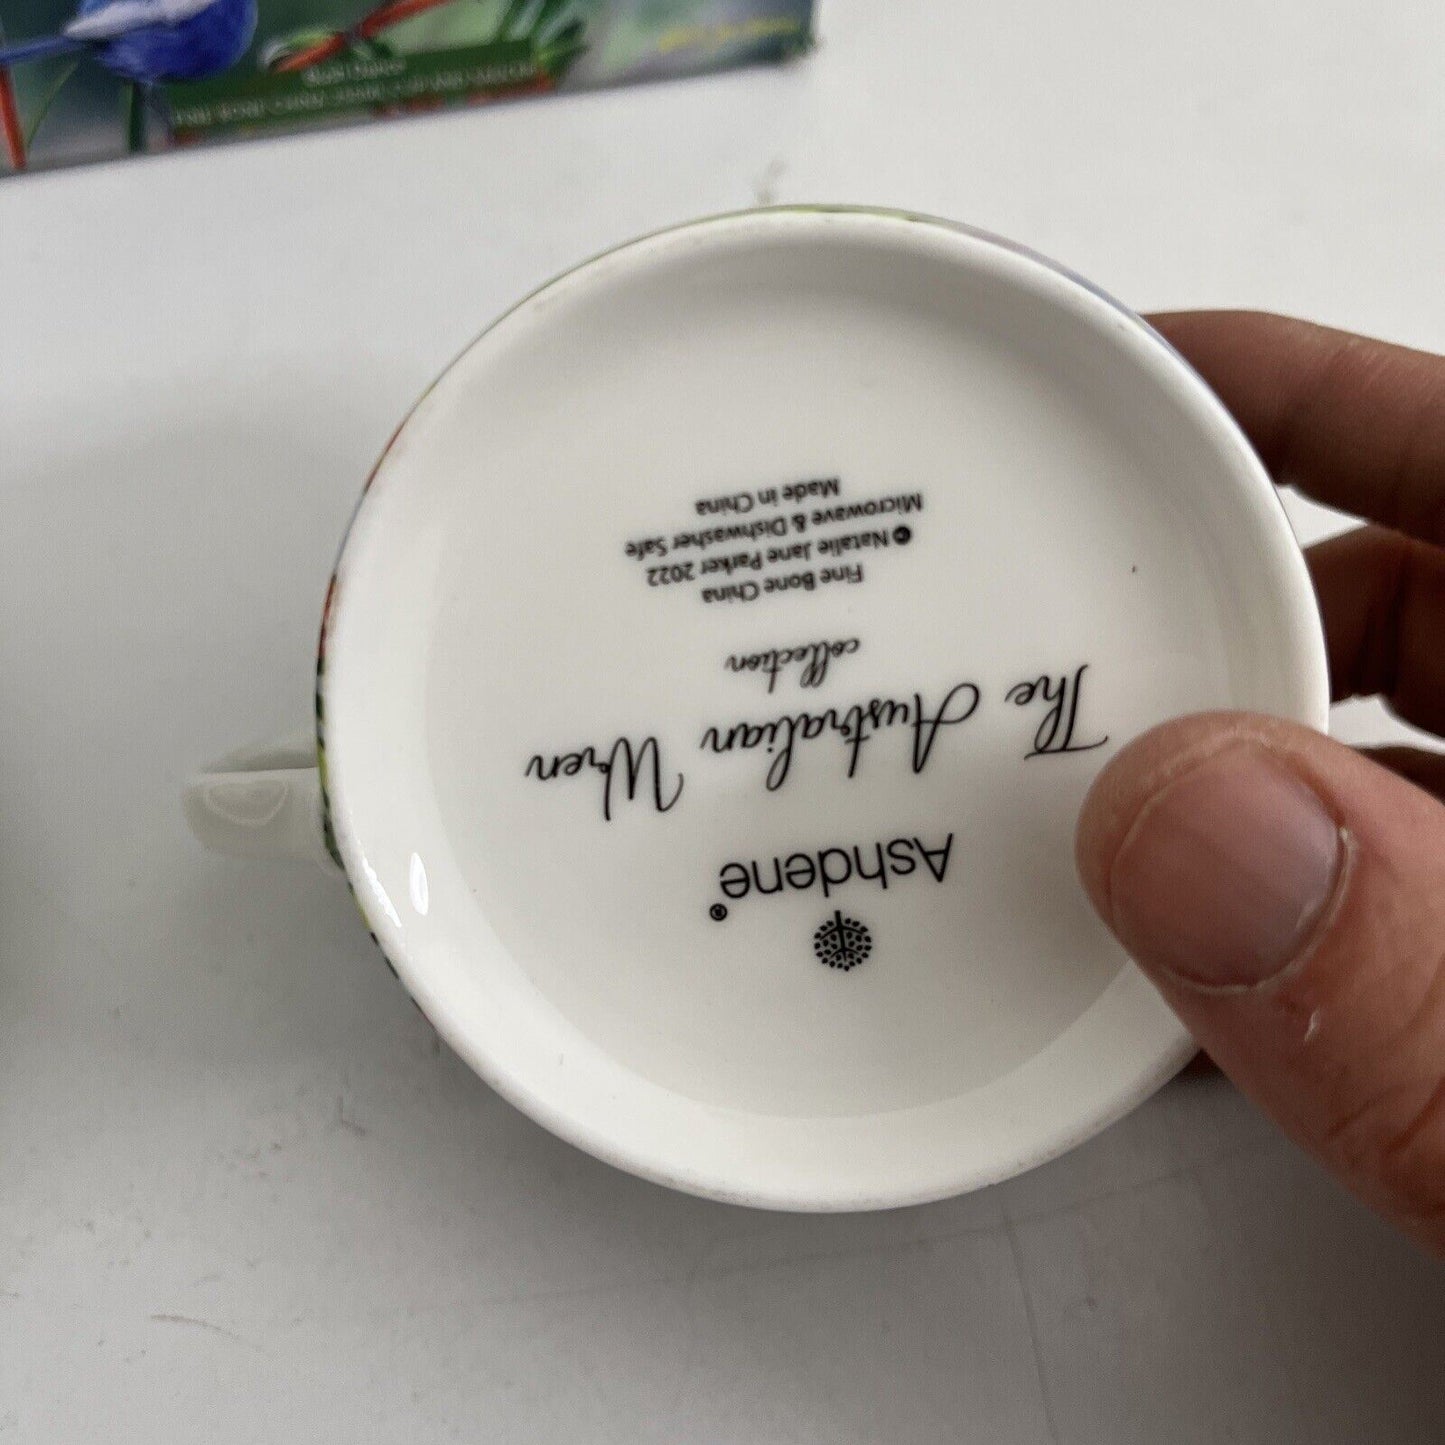 Ashdene®
The Australian Wren
collection
Fine Bone China
© Natalie Jane Parker 2022
Microwave & Dishwasher Safe
Made in China